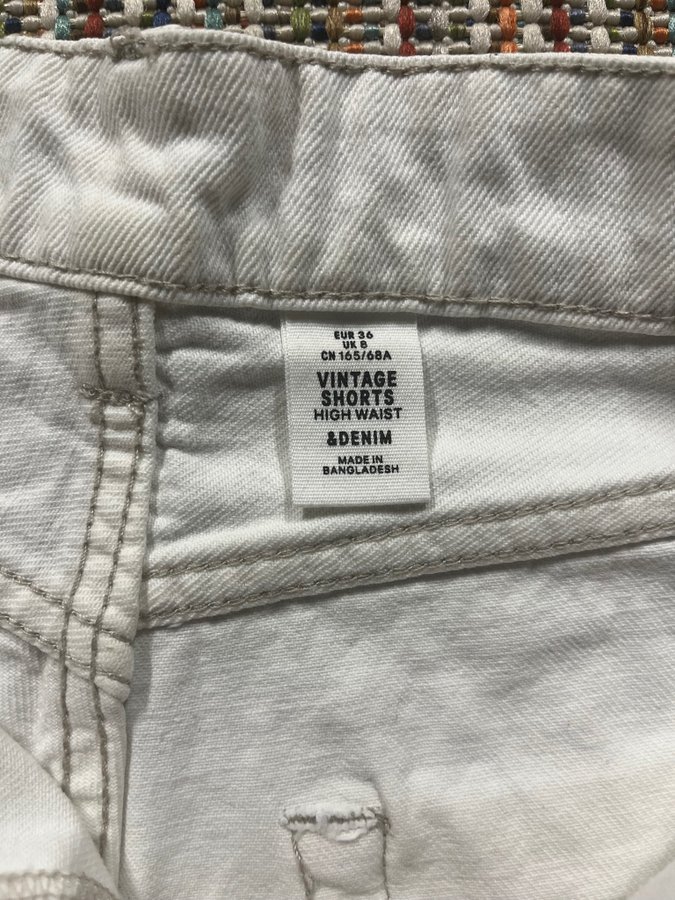 EUR 36
UK 8
CN 165/68A
VINTAGE
SHORTS
HIGH WAIST
&DENIM
MADE IN
BANGLADESH